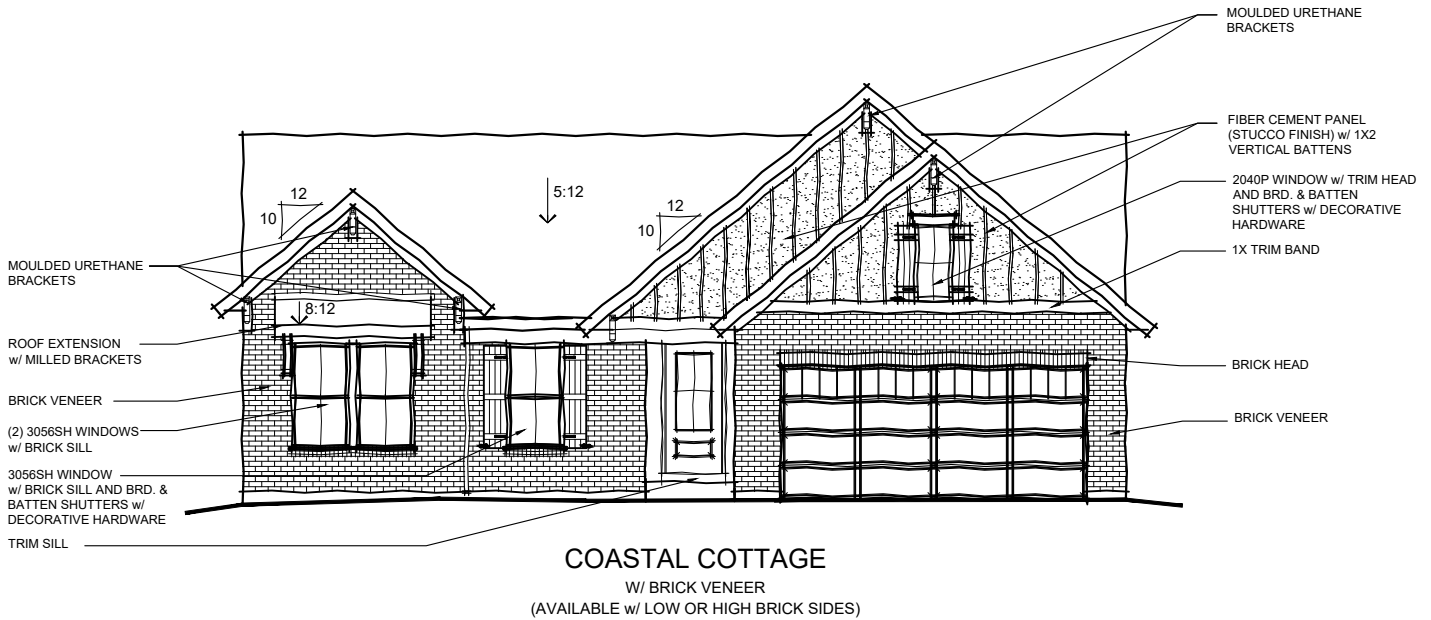 MOULDED URETHANE
BRACKETS
FIBER CEMENT PANEL
(STUCCO FINISH) w/ 1X2
VERTICAL BATTENS
2040P WINDOW w/ TRIM HEAD
AND BRD. & BATTEN
SHUTTERS w/ DECORATIVE
HARDWARE
1X TRIM BAND
BRICK HEAD
BRICK VENEER
12
10
5:12
12
10
8:12
MOULDED URETHANE
BRACKETS
ROOF EXTENSION
w/ MILLED BRACKETS
BRICK VENEER
(2) 3056SH WINDOWS
w/ BRICK SILL
3056SH WINDOW
w/ BRICK SILL AND BRD. &
BATTEN SHUTTERS w/
DECORATIVE HARDWARE
TRIM SILL
COASTAL COTTAGE
W/ BRICK VENEER
(AVAILABLE w/ LOW OR HIGH BRICK SIDES)